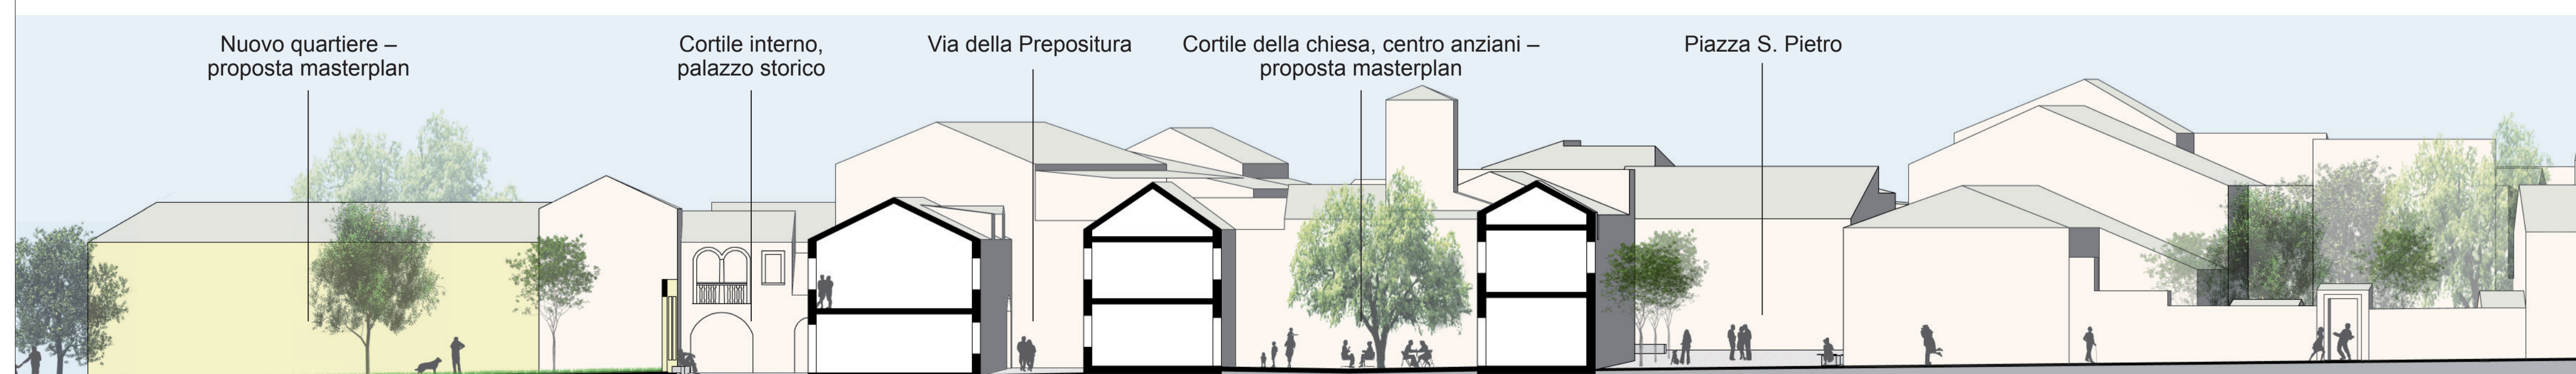 Nuovo quartiere –
proposta masterplan
Cortile interno,
palazzo storico
Via della Prepositura
Cortile della chiesa, centro anziani –
proposta masterplan
Piazza S. Pietro